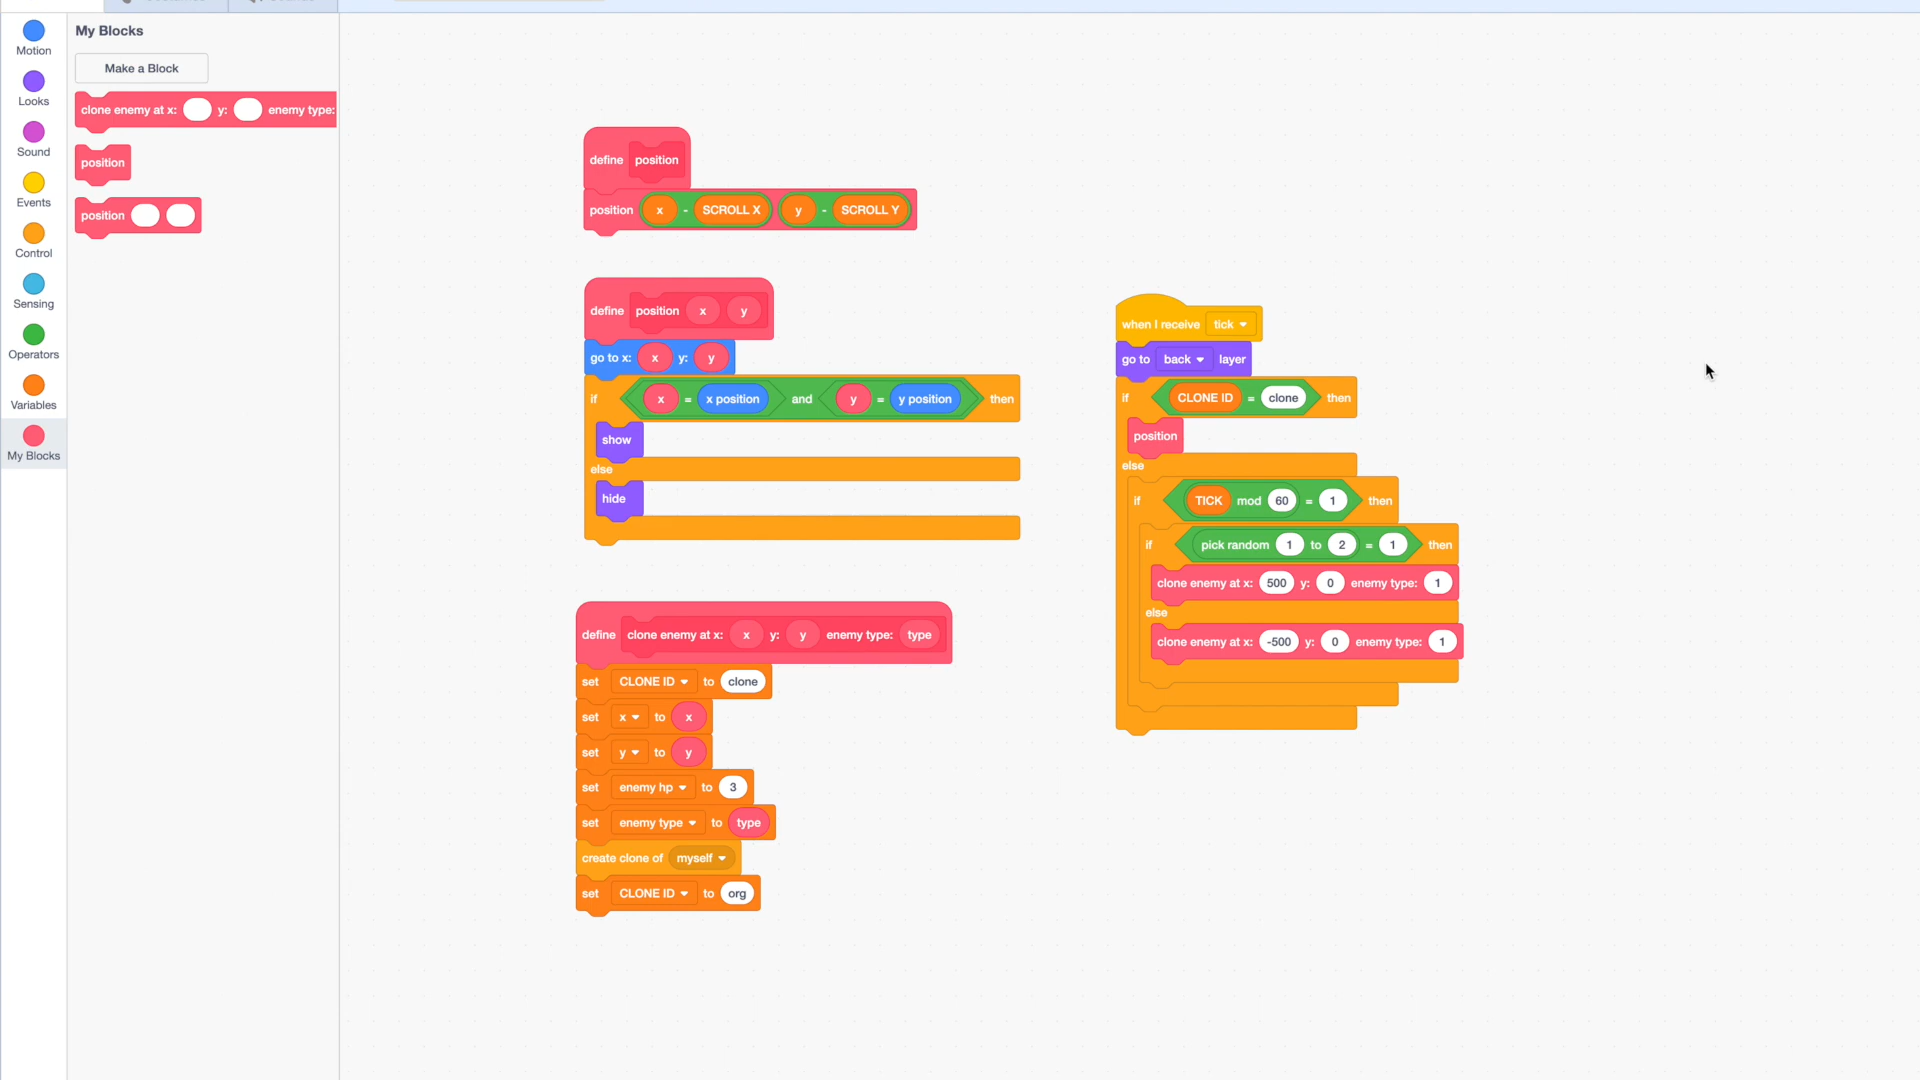 My Blocks
Make a Block
Motion
Looks
Sound
Events
Control
Sensing
Operators
Variables
My Blocks
clone enemy at x: y: enemy type:
position
position
define position
position x - SCROLL X y - SCROLL Y
define position x y
go to x: x y: y
if x = x position and y = y position then
show
else
hide
define clone enemy at x: x y: y enemy type: type
set CLONE ID to clone
set x to x
set y to y
set enemy hp to 3
set enemy type to type
create clone of myself
set CLONE ID to org
when I receive tick
go to back layer
if CLONE ID = clone then
position
else
if TICK mod 60 = 1 then
if pick random 1 to 2 = 1 then
clone enemy at x: 500 y: 0 enemy type: 1
else
clone enemy at x: -500 y: 0 enemy type: 1